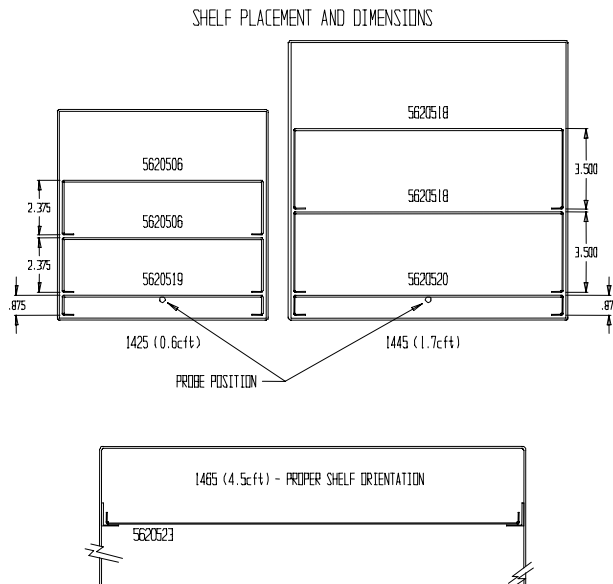 SHELF PLACEMENT AND DIMENSIONS
5620518
5620506
3.500
5620518
2.375
5620506
2.375
3.500
5620519
5620520
.875
.87
1425 (0.6cft)
1445 (1.7cft)
PROBE POSITION
1465 (4.5cft) - PROPER SHELF ORIENTATION
5620523